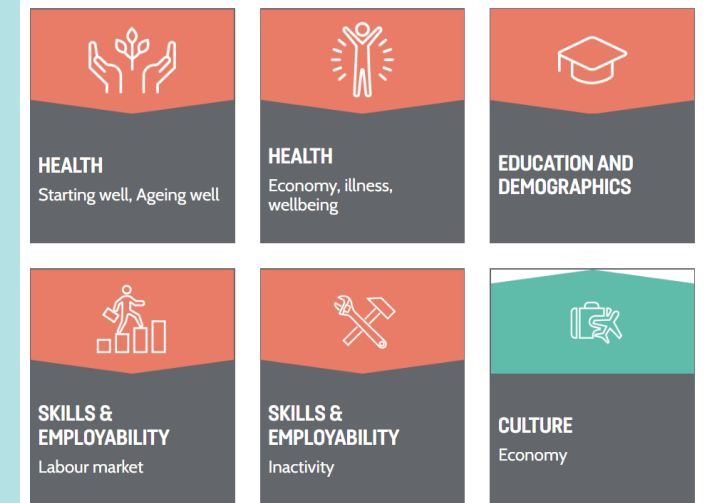 HEALTH
Starting well, Ageing well
HEALTH
Economy, illness,
wellbeing
EDUCATION AND
DEMOGRAPHICS
SKILLS &
EMPLOYABILITY
Labour market
SKILLS &
EMPLOYABILITY
Inactivity
CULTURE
Economy